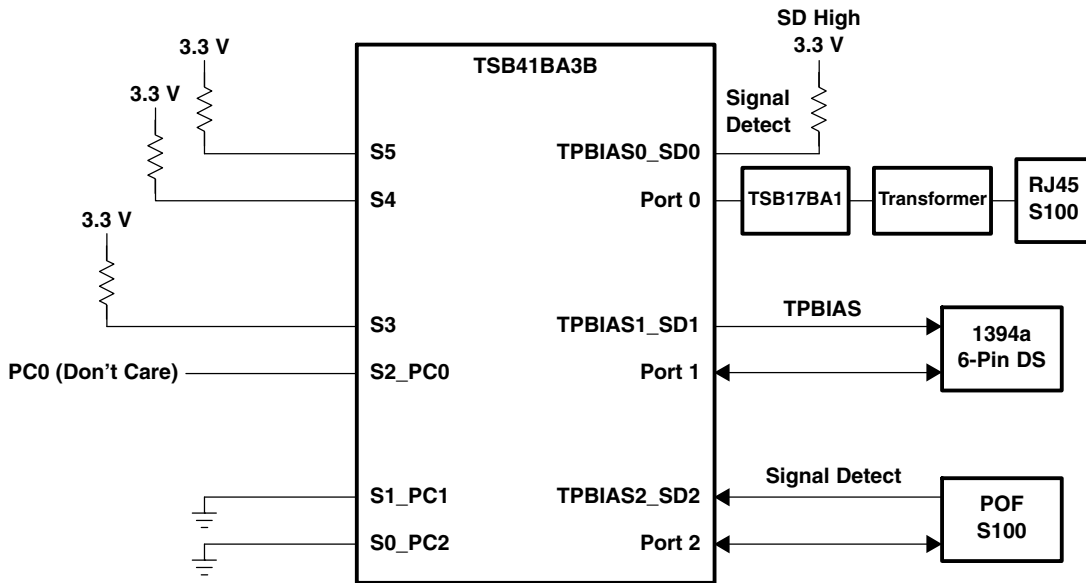 SD High
3.3 V
3.3 V
TSB41BA3B
3.3 V
Signal
Detect
S5
TPBIAS0_SD0
S4
Port 0
TSB17BA1
Transformer
RJ45
S100
3.3 V
S3
TPBIAS1_SD1
TPBIAS
1394a
6-Pin DS
PC0 (Don't Care)
S2_PC0
Port 1
S1_PC1
TPBIAS2_SD2
Signal Detect
POF
S100
S0_PC2
Port 2